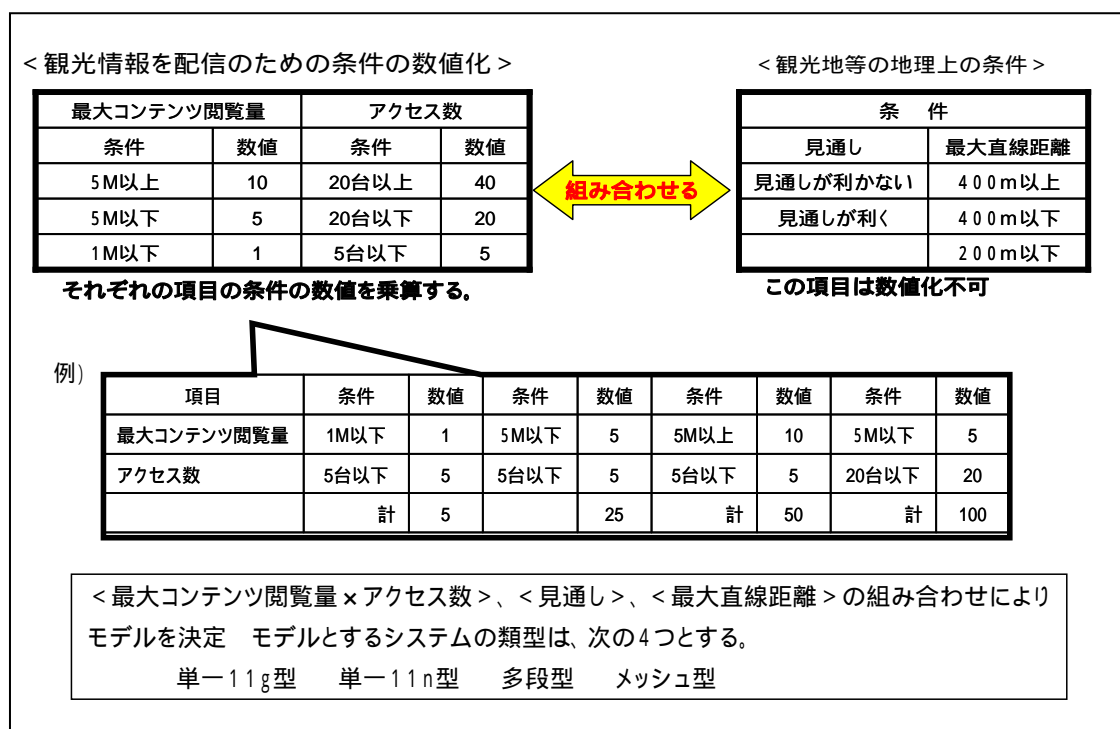 <観光情報を配信のための条件の数値化>
<観光地等の地理上の条件>
最大コンテンツ閲覧量 アクセス数
条件 数値 条件 数値
5M以上 10 20台以上 40
5M以下 5 20台以下 20
1M以下 1 5台以下 5
組み合わせる
条 件
見通し 最大直線距離
見通しが利かない 400m以上
見通しが利く 400m以下
200m以下
それぞれの項目の条件の数値を乗算する。
この項目は数値化不可
例)
項目 条件 数値 条件 数値 条件 数値 条件 数値
最大コンテンツ閲覧量 1M以下 1 5M以下 5 5M以上 10 5M以下 5
アクセス数 5台以下 5 5台以下 5 5台以下 5 20台以下 20
計 5 25 計 50 計 100
<最大コンテンツ閲覧量×アクセス数>、<見通し>、<最大直線距離>の組み合わせにより
モデルを決定 モデルとするシステムの類型は、次の4つとする。
単一11g型 単一11n型 多段型 メッシュ型